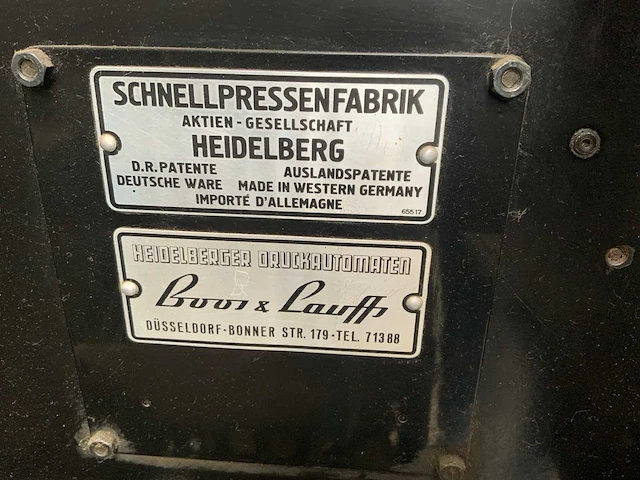 SCHNELLPRESSENFABRIK
AKTIEN-GESELLSCHAFT
HEIDELBERG
D.R.PATENTE AUSLANDSPATENTE
DEUTSCHE WARE MADE IN WESTERN GERMANY
IMPORTÉ D'ALLEMAGNE
65517
HEIDELBERGER DRUCKAUTOMATEN
Boos & Lauffs
DÜSSELDORF·BONNER STR. 179-TEL. 71388